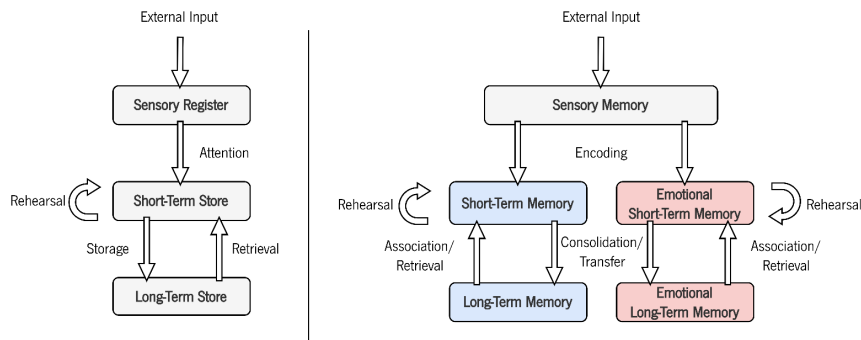 External Input
Sensory Register
Attention
Rehearsal
Short-Term Store
Storage
Retrieval
Long-Term Store
External Input
Sensory Memory
Encoding
Rehearsal
Short-Term Memory
Emotional
Short-Term Memory
Rehearsal
Association/
Retrieval
Consolidation/
Transfer
Association/
Retrieval
Long-Term Memory
Emotional
Long-Term Memory